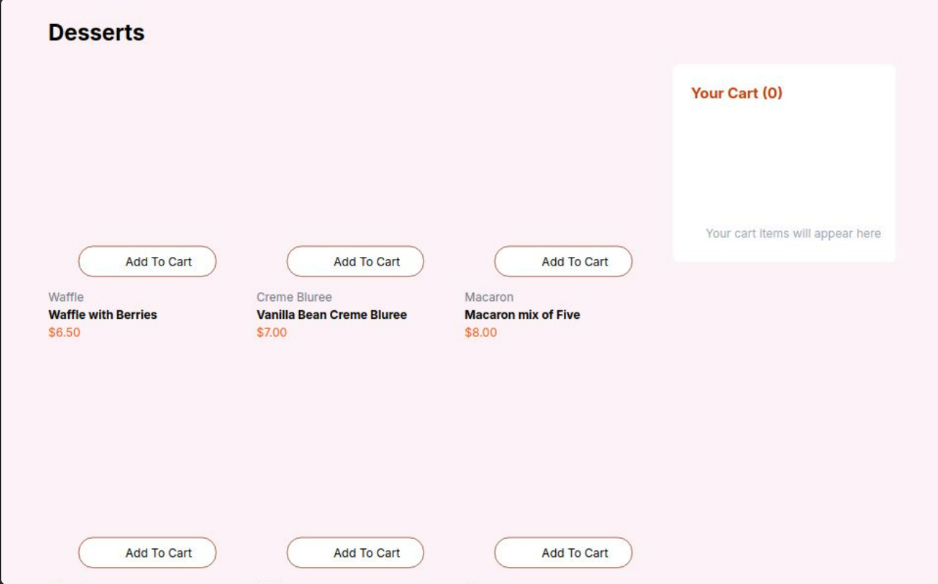 Desserts
Your Cart (0)
Your cart items will appear here
Add To Cart
Add To Cart
Add To Cart
Waffle
Creme Bluree
Macaron
Waffle with Berries
Vanilla Bean Creme Bluree
Macaron mix of Five
$6.50
$7.00
$8.00
Add To Cart
Add To Cart
Add To Cart